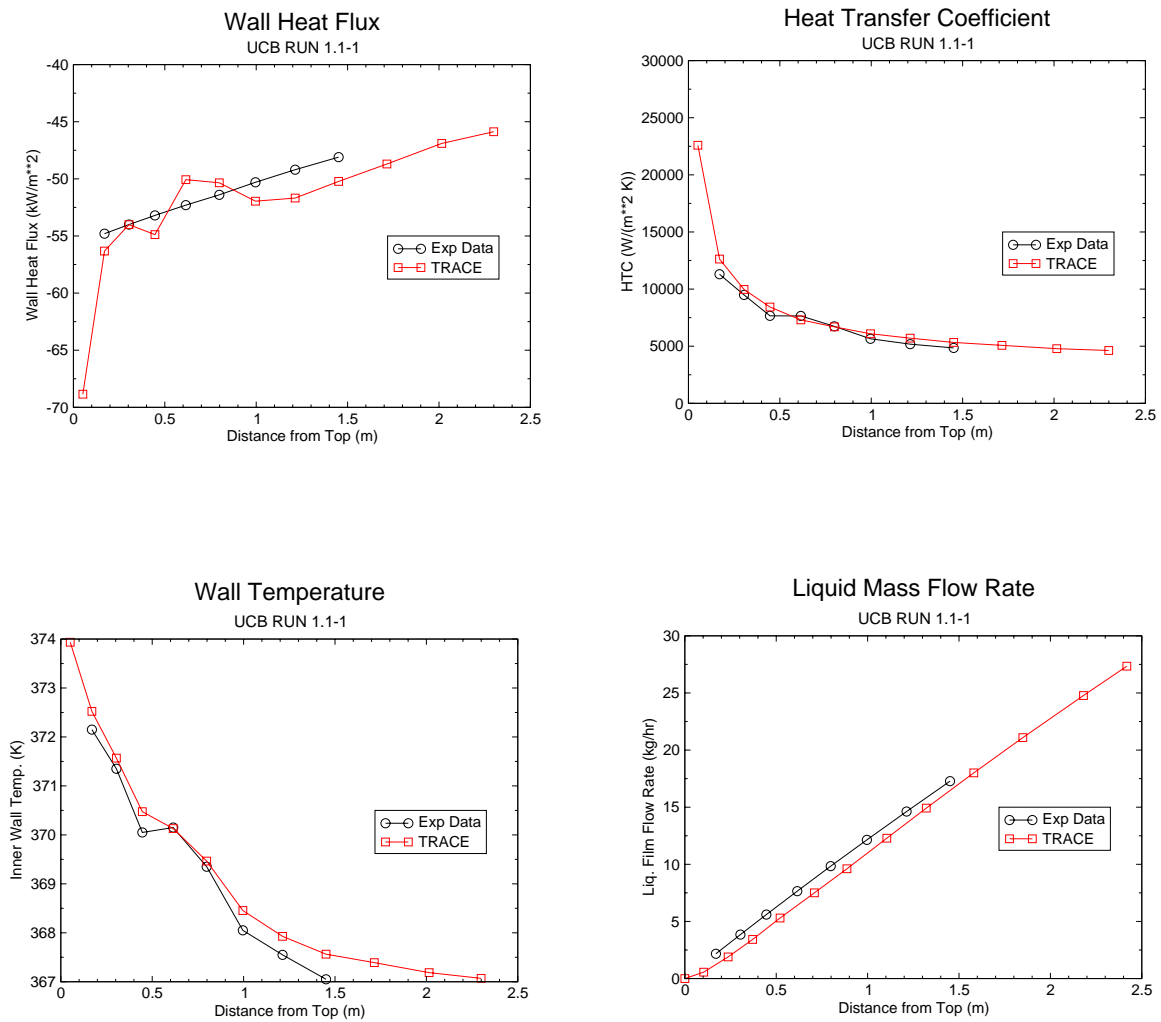 Wall Heat Flux
UCB RUN 1.1-1
-40
-45
-50
-55
-60
-65
-70
Wall Heat Flux (kW/m**2)
Exp Data
TRACE
0 0.5 1 1.5 2 2.5
Distance from Top (m)
Heat Transfer Coefficient
UCB RUN 1.1-1
30000
25000
20000
15000
10000
5000
0
HTC (W/(m**2 K))
Exp Data
TRACE
0 0.5 1 1.5 2 2.5
Distance from Top (m)
Wall Temperature
UCB RUN 1.1-1
374
373
372
371
370
369
368
367
Inner Wall Temp. (K)
Exp Data
TRACE
0 0.5 1 1.5 2 2.5
Distance from Top (m)
Liquid Mass Flow Rate
UCB RUN 1.1-1
30
25
20
15
10
5
0
Liq. Film Flow Rate (kg/hr)
Exp Data
TRACE
0 0.5 1 1.5 2 2.5
Distance from Top (m)